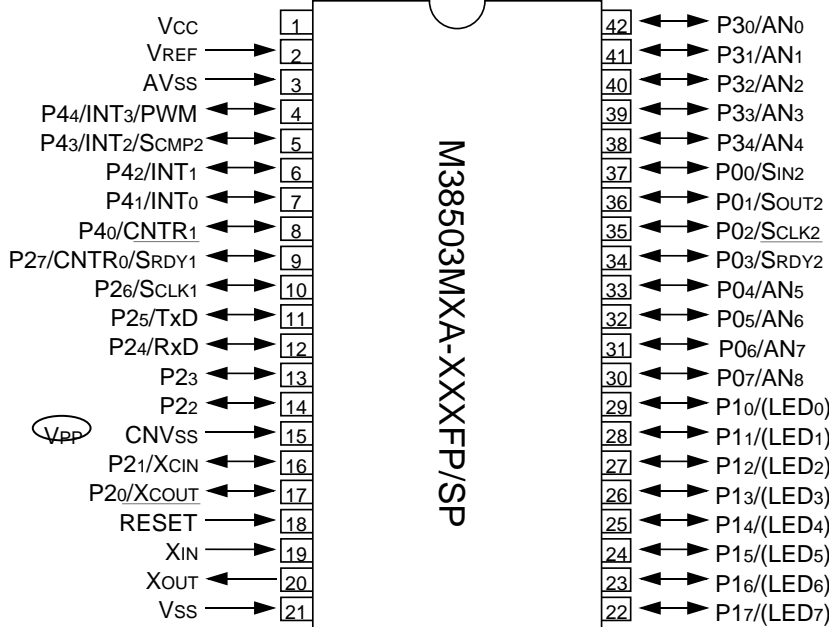 VCC 1 42 P30/AN0
VREF 2 41 P31/AN1
AVSS 3 40 P32/AN2
P44/INT3/PWM 4 39 P33/AN3
P43/INT2/SCMP2 5 38 P34/AN4
P42/INT1 6 37 P00/SIN2
P41/INT0 7 36 P01/SOUT2
P40/CNTR1 8 35 P02/SCLK2
P27/CNTR0/SRDY1 9 34 P03/SRDY2
P26/SCLK1 10 33 P04/AN5
P25/TxD 11 32 P05/AN6
P24/RxD 12 31 P06/AN7
P23 13 30 P07/AN8
P22 14 29 P10/(LED0)
VPP CNVSS 15 28 P11/(LED1)
P21/XCIN 16 27 P12/(LED2)
P20/XCOUT 17 26 P13/(LED3)
RESET 18 25 P14/(LED4)
XIN 19 24 P15/(LED5)
XOUT 20 23 P16/(LED6)
VSS 21 22 P17/(LED7)
M38503MXA-XXXFP/SP